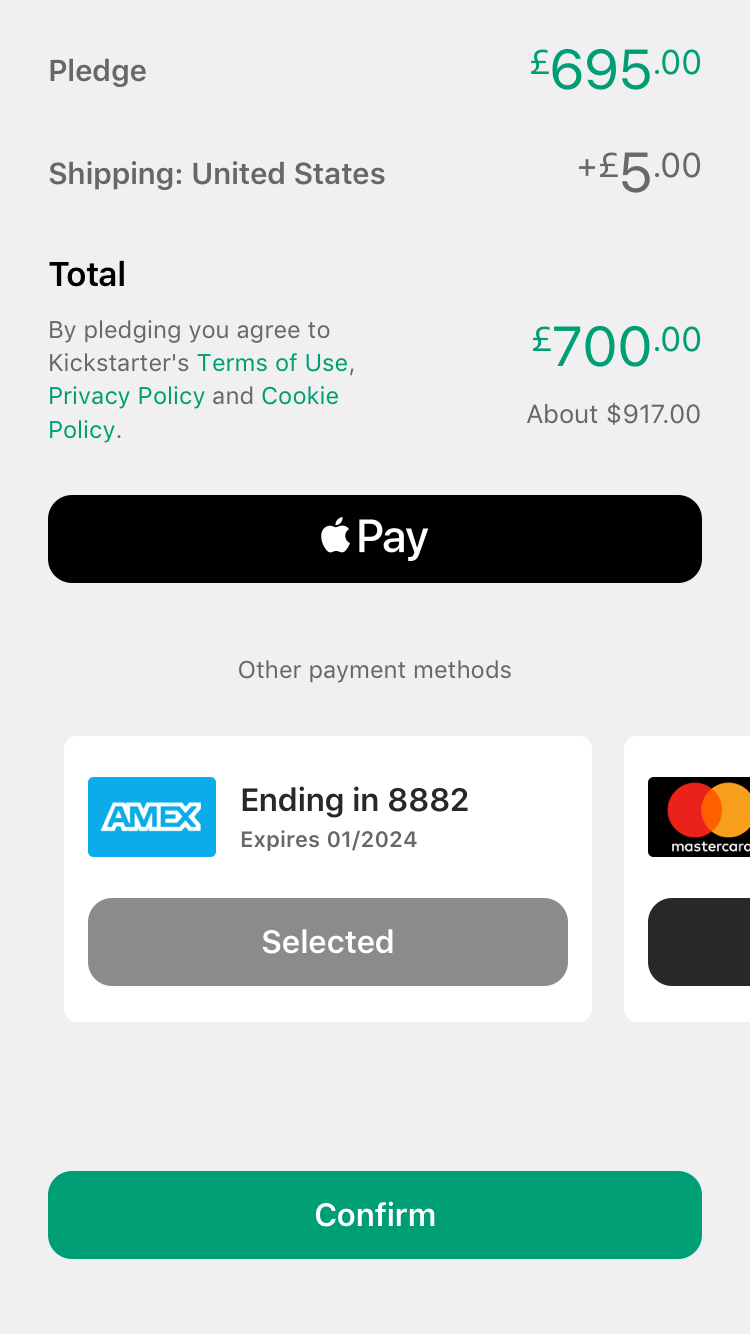 Pledge
£695.00
Shipping: United States
+£5.00
Total
By pledging you agree to
Kickstarter's Terms of Use,
Privacy Policy and Cookie
Policy.
£700.00
About $917.00
Pay
Other payment methods
AMEX
Ending in 8882
Expires 01/2024
Selected
mastercard
Confirm